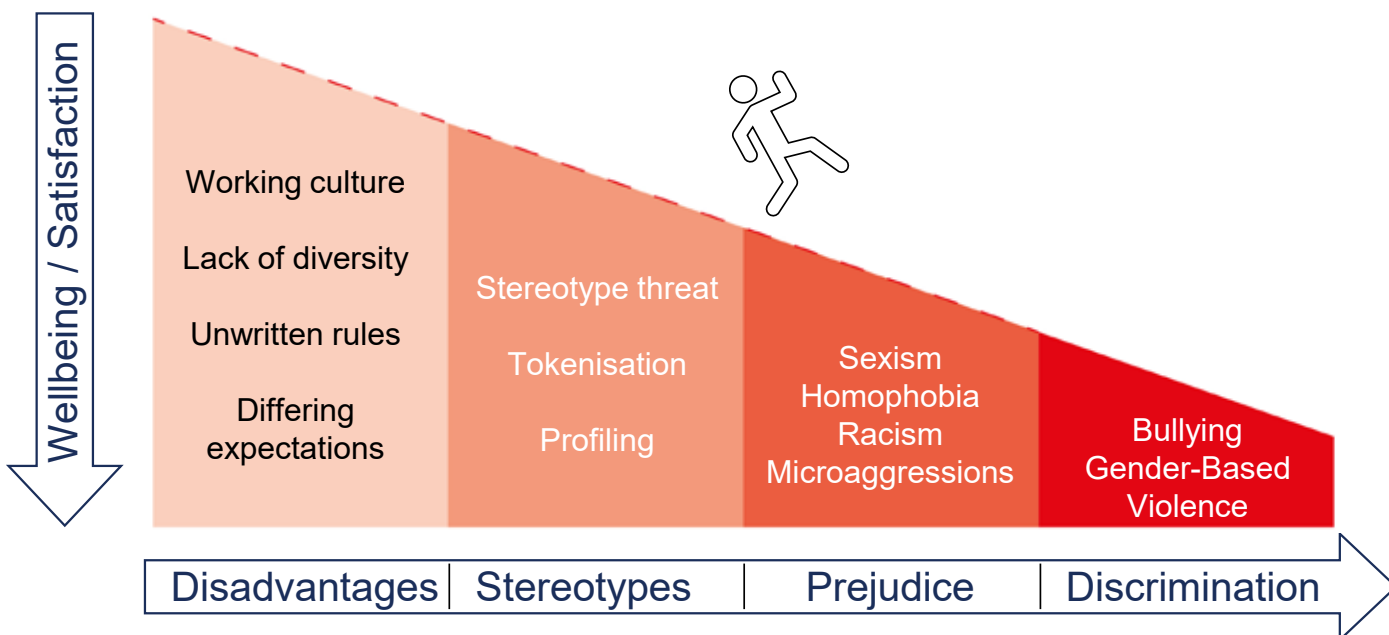 Wellbeing / Satisfaction
Working culture
Lack of diversity
Unwritten rules
Differing
expectations
Stereotype threat
Tokenisation
Profiling
Sexism
Homophobia
Racism
Microaggressions
Bullying
Gender-Based
Violence
Disadvantages
Stereotypes
Prejudice
Discrimination